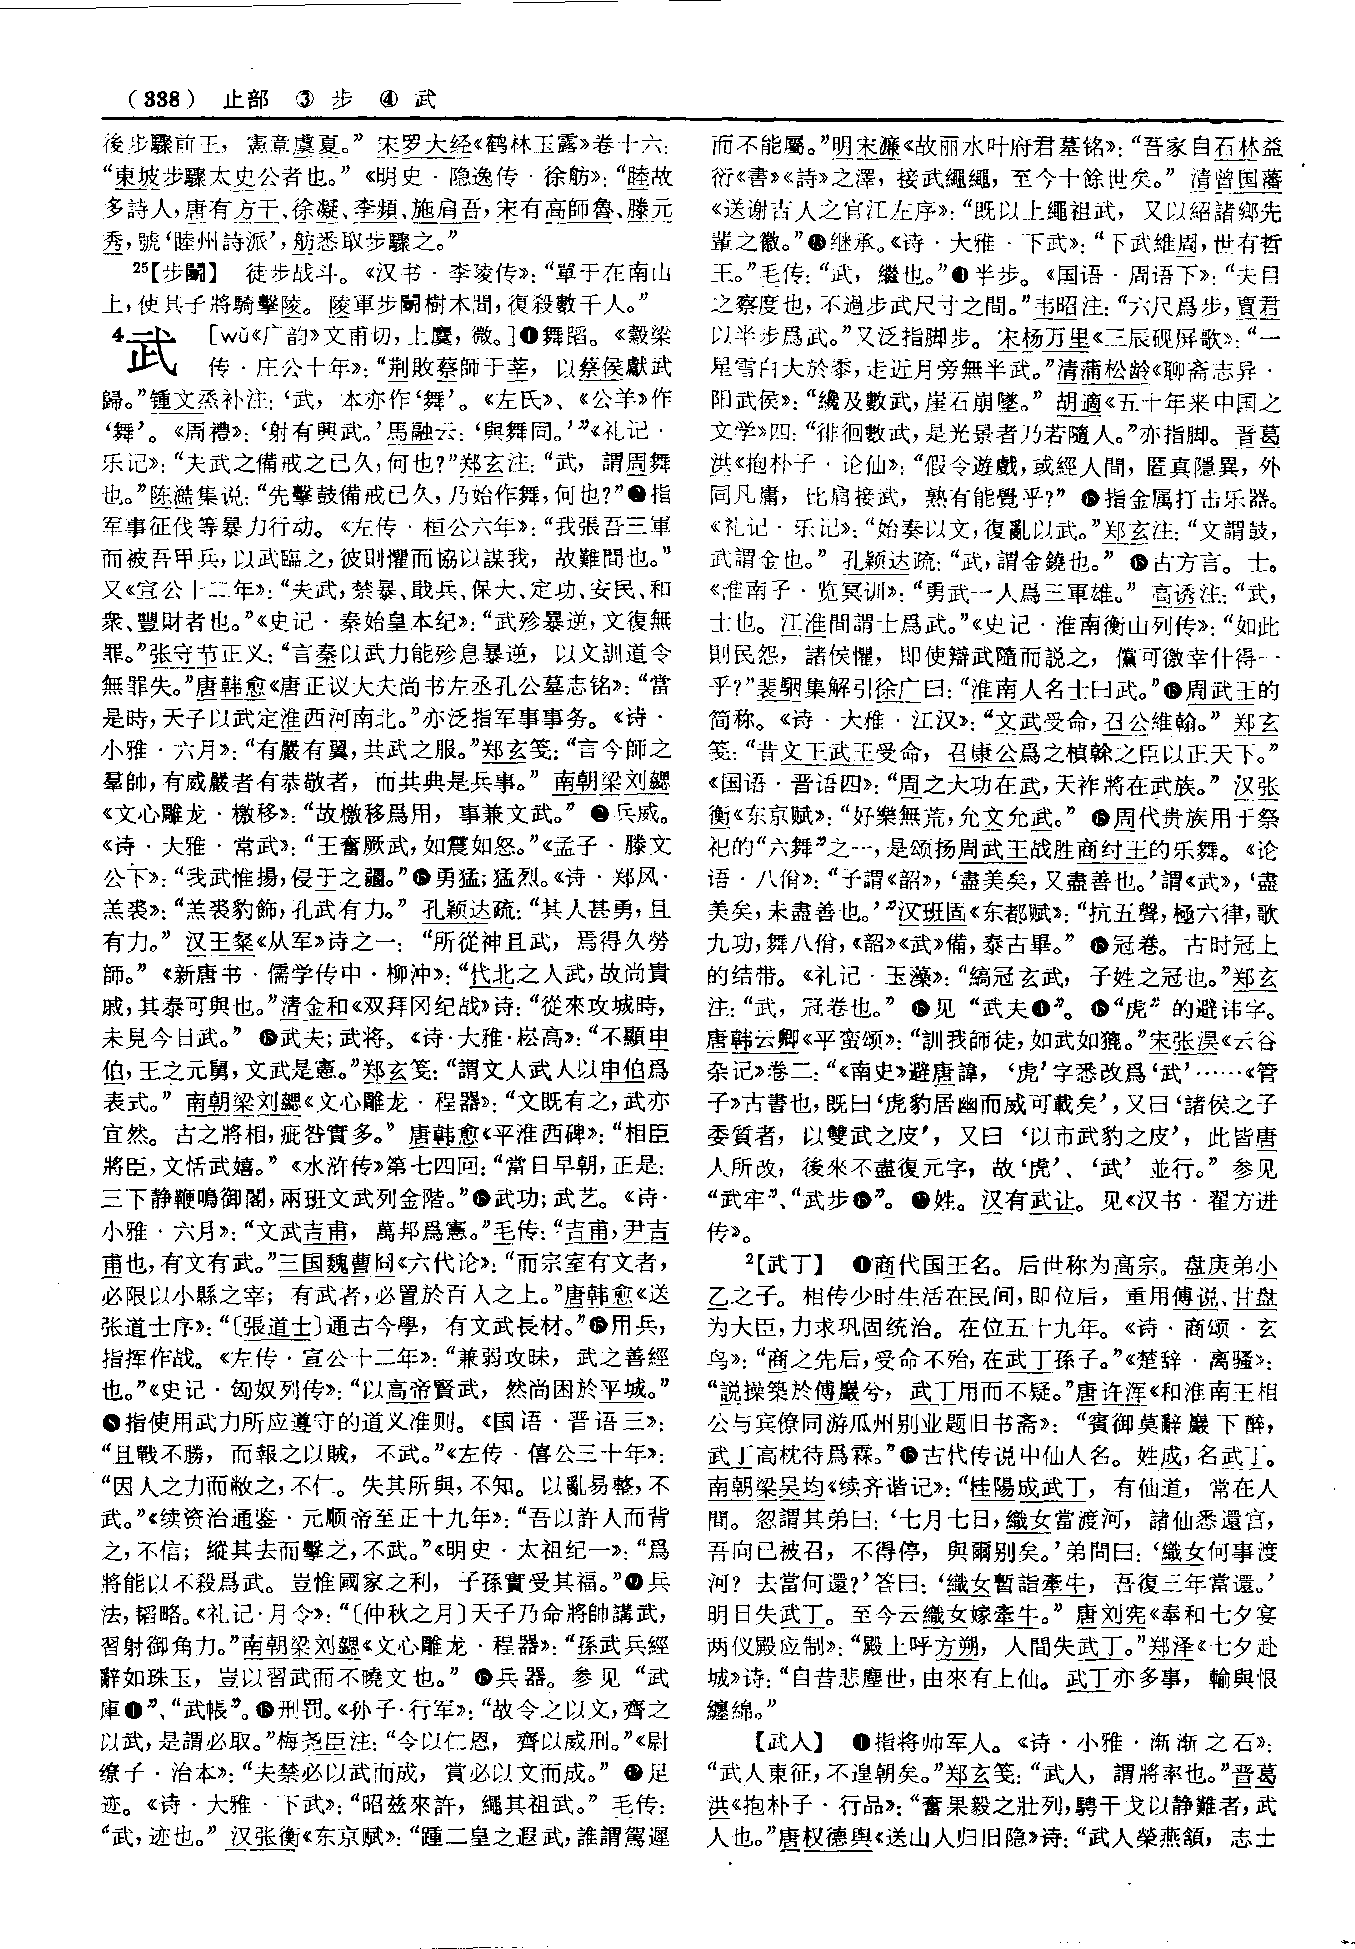 （338） 止部 ③ 步 ④ 武
後步驟前王，憲章虞夏。”宋罗大经《鹤林玉露》卷十六：
“東坡步驟太史公者也。”《明史·隐逸传·徐舫》：“睦故
多詩人，唐有方干、徐凝、李頻、施肩吾，宋有高師魯、滕元
秀，號‘睦州詩派’，舫悉取步驟之。”
25【步鬭】 徒步战斗。《汉书·李陵传》：“單于在南山
上，使其子將騎擊陵。陵軍步鬭樹木間，復殺數千人。”
4武 ［wǔ《广韵》文甫切，上麌，微。］❶舞蹈。《穀梁
传·庄公十年》：“荆敗蔡師于莘，以蔡侯獻武
歸。”锺文烝补注：‘武，本亦作‘舞’。《左氏》、《公羊》作
‘舞’。《周禮》：‘射有興武。’馬融云：‘與舞同。’”《礼记·
乐记》：“夫武之備戒之已久，何也？”郑玄注：“武，謂周舞
也。”陈澔集说：“先擊鼓備戒已久，乃始作舞，何也？”❷指
军事征伐等暴力行动。《左传·桓公六年》：“我張吾三軍
而被吾甲兵，以武臨之，彼則懼而協以謀我，故難間也。”
又《宣公十二年》：“夫武，禁暴、戢兵、保大、定功、安民、和
衆、豐財者也。”《史记·秦始皇本纪》：“武殄暴逆，文復無
罪。”张守节正义：“言秦以武力能殄息暴逆，以文訓道令
無罪失。”唐韩愈《唐正议大夫尚书左丞孔公墓志铭》：“當
是時，天子以武定淮西河南北。”亦泛指军事事务。《诗·
小雅·六月》：“有嚴有翼，共武之服。”郑玄笺：“言今師之
羣帥，有威嚴者有恭敬者，而共典是兵事。”南朝梁刘勰
《文心雕龙·檄移》：“故檄移爲用，事兼文武。”❸兵威。
《诗·大雅·常武》：“王奮厥武，如震如怒。”《孟子·滕文
公下》：“我武惟揚，侵于之疆。”❹勇猛；猛烈。《诗·郑风·
羔裘》：“羔裘豹飾，孔武有力。”孔颖达疏：“其人甚勇，且
有力。”汉王粲《从军》诗之一：“所從神且武，焉得久勞
師。”《新唐书·儒学传中·柳冲》：“代北之人武，故尚貴
戚，其泰可與也。”清金和《双拜冈纪战》诗：“從來攻城時，
未見今日武。”❺武夫；武将。《诗·大雅·崧高》：“不顯申
伯，王之元舅，文武是憲。”郑玄笺：“謂文人武人以申伯爲
表式。”南朝梁刘勰《文心雕龙·程器》：“文既有之，武亦
宜然。古之將相，疵咎實多。”唐韩愈《平淮西碑》：“相臣
將臣，文恬武嬉。”《水浒传》第七四回：“當日早朝，正是：
三下静鞭鳴御閣，兩班文武列金階。”❻武功；武艺。《诗·
小雅·六月》：“文武吉甫，萬邦爲憲。”毛传：“吉甫，尹吉
甫也，有文有武。”三国魏曹冏《六代论》：“而宗室有文者，
必限以小縣之宰；有武者，必置於百人之上。”唐韩愈《送
张道士序》：“〔張道士〕通古今學，有文武長材。”❼用兵，
指挥作战。《左传·宣公十二年》：“兼弱攻昧，武之善經
也。”《史记·匈奴列传》：“以高帝賢武，然尚困於平城。”
❽指使用武力所应遵守的道义准则。《国语·晋语三》：
“且戰不勝，而報之以賊，不武。”《左传·僖公三十年》：
“因人之力而敝之，不仁。失其所與，不知。以亂易整，不
武。”《续资治通鉴·元顺帝至正十九年》：“吾以許人而背
之，不信；縱其去而擊之，不武。”《明史·太祖纪一》：“爲
將能以不殺爲武。豈惟國家之利，子孫實受其福。”❾兵
法，韬略。《礼记·月令》：“〔仲秋之月〕天子乃命將帥講武，
習射御角力。”南朝梁刘勰《文心雕龙·程器》：“孫武兵經
辭如珠玉，豈以習武而不曉文也。”❿兵器。参见“武
庫❶”、“武帳”。⓫刑罚。《孙子·行军》：“故令之以文，齊之
以武，是謂必取。”梅尧臣注：“令以仁恩，齊以威刑。”《尉
缭子·治本》：“夫禁必以武而成，賞必以文而成。”⓬足
迹。《诗·大雅·下武》：“昭兹來許，繩其祖武。”毛传：
“武，迹也。”汉张衡《东京赋》：“踵二皇之遐武，誰謂駕遲
而不能屬。”明宋濂《故丽水叶府君墓铭》：“吾家自石林益
衍《書》《詩》之澤，接武繩繩，至今十餘世矣。”清曾国藩
《送谢吉人之官江左序》：“既以上繩祖武，又以紹諸鄉先
輩之徽。”⓭继承。《诗·大雅·下武》：“下武維周，世有哲
王。”毛传：“武，繼也。”⓮半步。《国语·周语下》：“夫目
之察度也，不過步武尺寸之間。”韦昭注：“六尺爲步，賈君
以半步爲武。”又泛指脚步。宋杨万里《三辰砚屏歌》：“一
星雪白大於黍，走近月旁無半武。”清蒲松龄《聊斋志异·
阳武侯》：“纔及數武，崖石崩墜。”胡適《五十年来中国之
文学》四：“徘徊數武，是光景者乃若隨人。”亦指脚。晋葛
洪《抱朴子·论仙》：“假令遊戲，或經人間，匿真隱異，外
同凡庸，比肩接武，孰有能覺乎？”⓯指金属打击乐器。
《礼记·乐记》：“始奏以文，復亂以武。”郑玄注：“文謂鼓，
武謂金也。”孔颖达疏：“武，謂金鐃也。”⓰古方言。士。
《淮南子·览冥训》：“勇武一人爲三軍雄。”高诱注：“武，
士也。江淮間謂士爲武。”《史记·淮南衡山列传》：“如此
則民怨，諸侯懼，即使辯武隨而説之，儻可徼幸什得一
乎？”裴駰集解引徐广曰：“淮南人名士曰武。”⓱周武王的
简称。《诗·大雅·江汉》：“文武受命，召公維翰。”郑玄
笺：“昔文王武王受命，召康公爲之楨榦之臣以正天下。”
《国语·晋语四》：“周之大功在武，天祚將在武族。”汉张
衡《东京赋》：“好樂無荒，允文允武。”⓲周代贵族用于祭
祀的“六舞”之一，是颂扬周武王战胜商纣王的乐舞。《论
语·八佾》：“子謂《韶》，‘盡美矣，又盡善也。’謂《武》，‘盡
美矣，未盡善也。’”汉班固《东都赋》：“抗五聲，極六律，歌
九功，舞八佾，《韶》《武》備，泰古畢。”⓳冠卷。古时冠上
的结带。《礼记·玉藻》：“縞冠玄武，子姓之冠也。”郑玄
注：“武，冠卷也。”⓴见“武夫❶”。“虎”的避讳字。
唐韩云卿《平蛮颂》：“訓我師徒，如武如貔。”宋张淏《云谷
杂记》卷二：“《南史》避唐諱，‘虎’字悉改爲‘武’……《管
子》古書也，既曰‘虎豹居幽而威可載矣’，又曰‘諸侯之子
委質者，以雙武之皮’，又曰‘以市武豹之皮’，此皆唐
人所改，後來不盡復元字，故‘虎’、‘武’並行。”参见
“武牢”、“武步”。姓。汉有武让。见《汉书·翟方进
传》。
2【武丁】 ❶商代国王名。后世称为高宗。盘庚弟小
乙之子。相传少时生活在民间，即位后，重用傅说、甘盘
为大臣，力求巩固统治。在位五十九年。《诗·商颂·玄
鸟》：“商之先后，受命不殆，在武丁孫子。”《楚辞·离骚》：
“説操築於傅巖兮，武丁用而不疑。”唐许浑《和淮南王相
公与宾僚同游瓜州别业题旧书斋》：“賓御莫辭巖下醉，
武丁高枕待爲霖。”❷古代传说中仙人名。姓成，名武丁。
南朝梁吴均《续齐谐记》：“桂陽成武丁，有仙道，常在人
間。忽謂其弟曰：‘七月七日，織女當渡河，諸仙悉還宫，
吾向已被召，不得停，與爾别矣。’弟問曰：‘織女何事渡
河？去當何還？’答曰：‘織女暫詣牽牛，吾復三年當還。’
明日失武丁。至今云織女嫁牽牛。”唐刘宪《奉和七夕宴
两仪殿应制》：“殿上呼方朔，人間失武丁。”郑泽《七夕赴
城》诗：“自昔悲塵世，由來有上仙。武丁亦多事，輸與恨
纏綿。”
【武人】 ❶指将帅军人。《诗·小雅·渐渐之石》：
“武人東征，不遑朝矣。”郑玄笺：“武人，謂將率也。”晋葛
洪《抱朴子·行品》：“奮果毅之壯烈，騁干戈以静難者，武
人也。”唐权德舆《送山人归旧隐》诗：“武人榮燕頷，志士